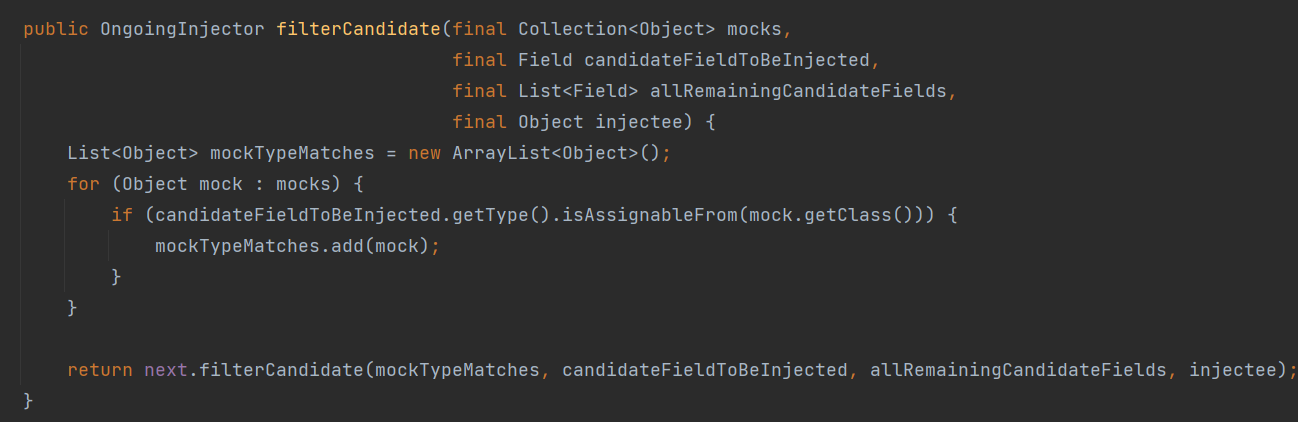 public OngoingInjector filterCandidate(final Collection<Object> mocks,
                                       final Field candidateFieldToBeInjected,
                                       final List<Field> allRemainingCandidateFields,
                                       final Object injectee) {
    List<Object> mockTypeMatches = new ArrayList<Object>();
    for (Object mock : mocks) {
        if (candidateFieldToBeInjected.getType().isAssignableFrom(mock.getClass())) {
            mockTypeMatches.add(mock);
        }
    }

    return next.filterCandidate(mockTypeMatches, candidateFieldToBeInjected, allRemainingCandidateFields, injectee);
}